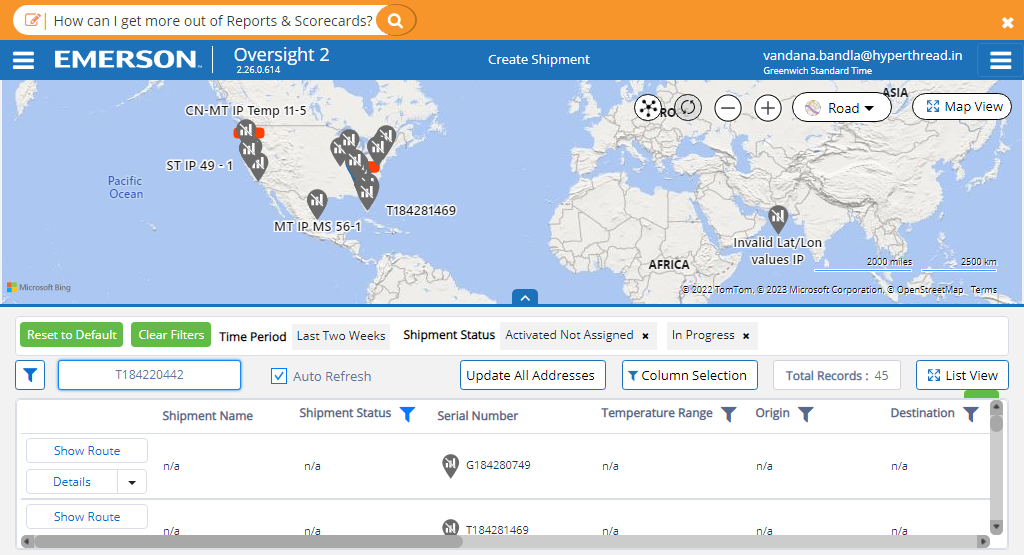 How can I get more out of Reports & Scorecards?
EMERSON
Oversight 2
2.26.0.614
Create Shipment
vandana.bandla@hyperthread.in
Greenwich Standard Time
CN-MT IP Temp 11-5
ST IP 49 - 1
Pacific
Ocean
T184281469
MT IP MS 56-1
RO
ASIA
Road
Map View
Invalid Lat/Lon
values IP
AFRICA
2000 miles
2500 km
Microsoft Bing
© 2022 TomTom, © 2023 Microsoft Corporation, © OpenStreetMap Terms
Reset to Default
Clear Filters
Time Period
Last Two Weeks
Shipment Status
Activated Not Assigned ×
In Progress ×
T184220442
Auto Refresh
Update All Addresses
Column Selection
Total Records : 45
List View
Shipment Name
Shipment Status
Serial Number
Temperature Range
Origin
Destination
Show Route
Details
n/a
n/a
G184280749
n/a
n/a
n/a
Show Route
n/a
n/a
T184281469
n/a
n/a
n/a